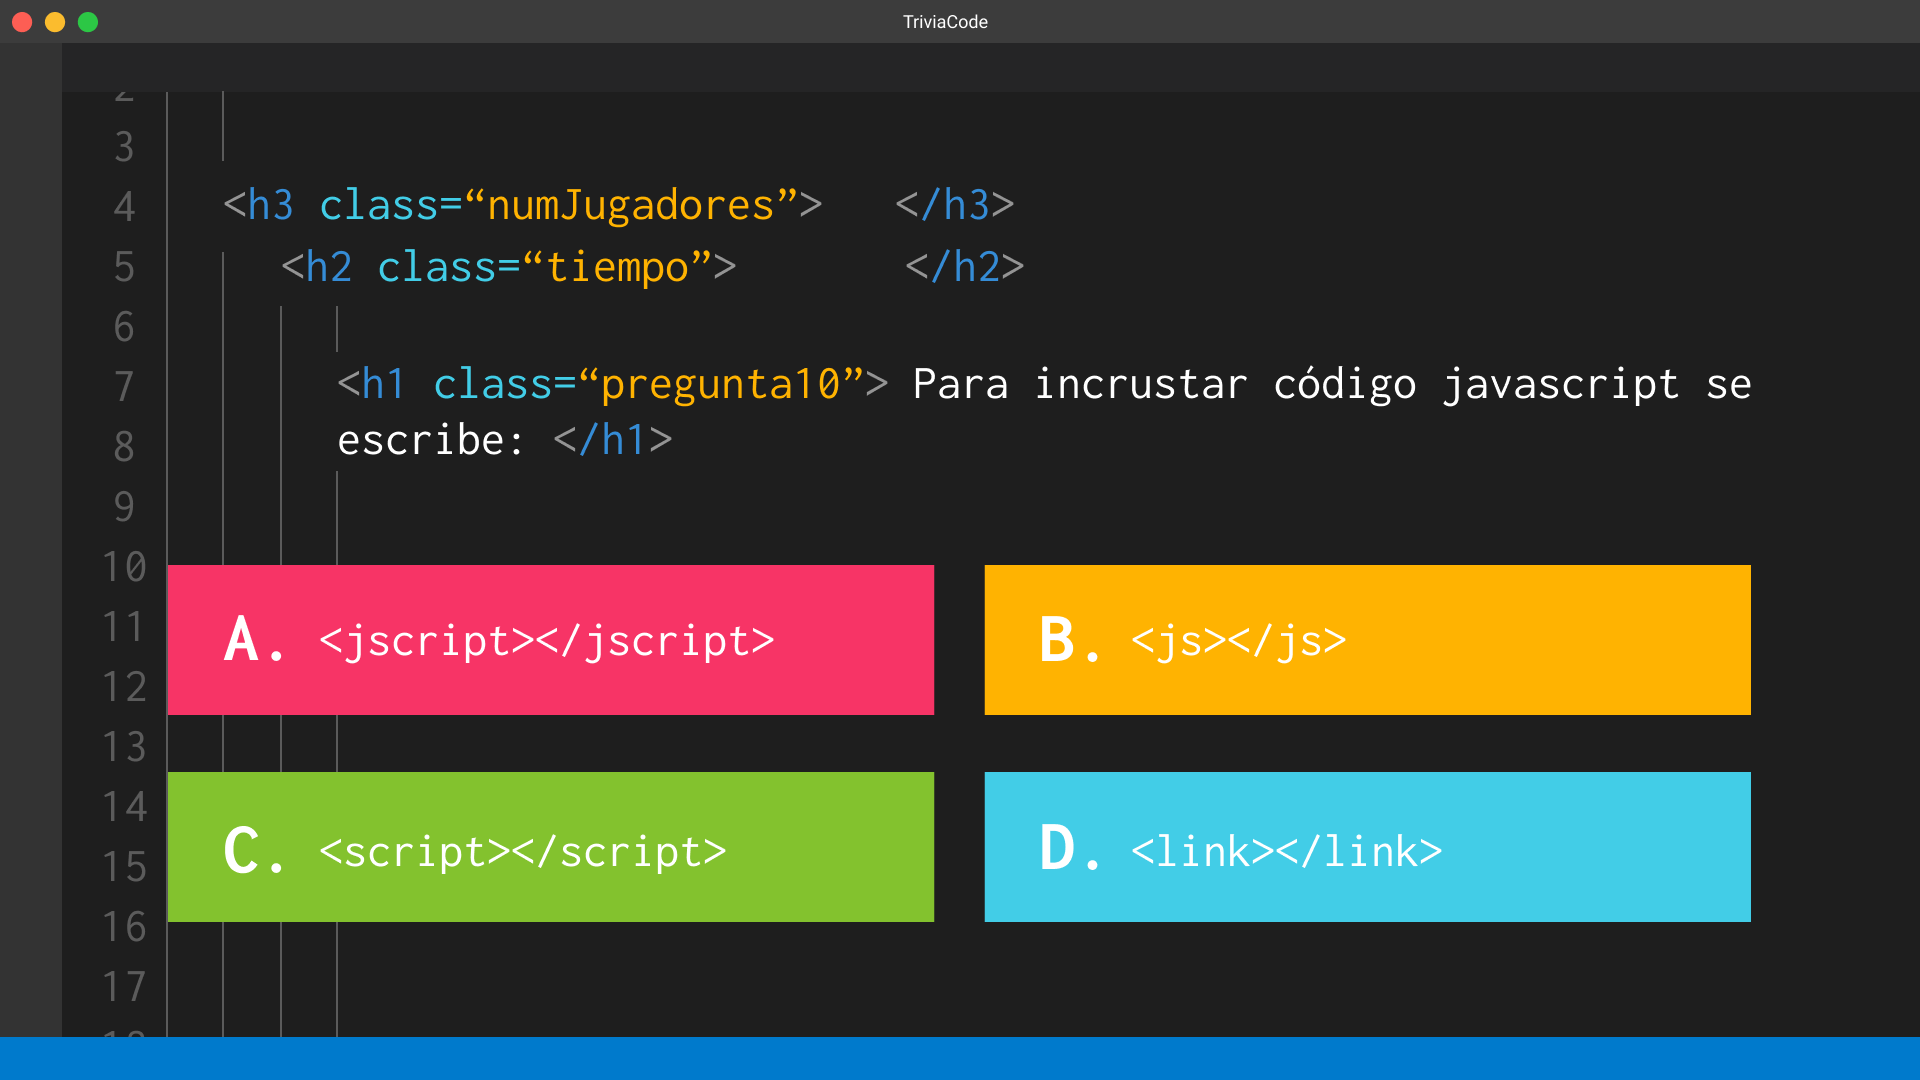 TriviaCode
2
3
4 <h3 class=“numJugadores”> </h3>
5 <h2 class=“tiempo”> </h2>
6
7 <h1 class=“pregunta10”> Para incrustar código javascript se
8 escribe: </h1>
9
10
11 A. <jscript></jscript> B. <js></js>
12
13
14
15 C. <script></script> D. <link></link>
16
17
18